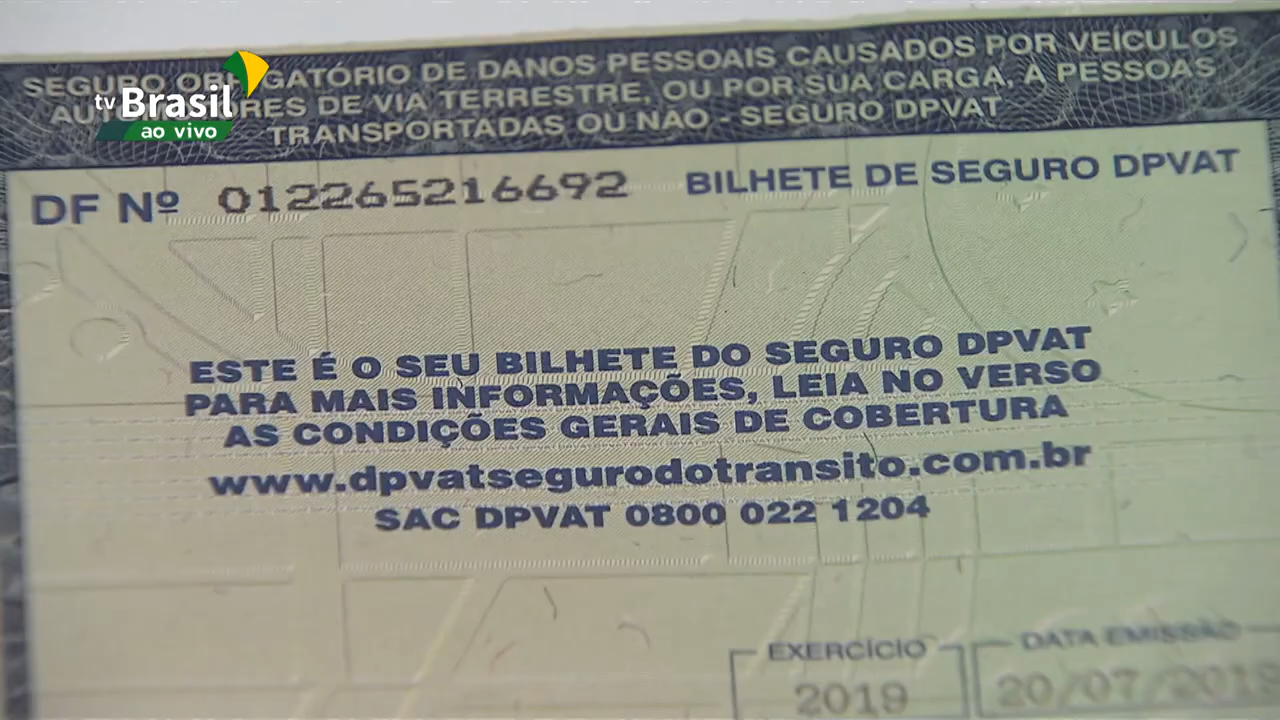 SEGURO OBRIGATÓRIO DE DANOS PESSOAIS CAUSADOS POR VEÍCULOS
AUTOMOTORES DE VIA TERRESTRE, OU POR SUA CARGA, A PESSOAS
TRANSPORTADAS OU NÃO - SEGURO DPVAT
tv Brasil
ao vivo
DF Nº 012265216692 BILHETE DE SEGURO DPVAT
ESTE É O SEU BILHETE DO SEGURO DPVAT
PARA MAIS INFORMAÇÕES, LEIA NO VERSO
AS CONDIÇÕES GERAIS DE COBERTURA
www.dpvatsegurodotransito.com.br
SAC DPVAT 0800 022 1204
EXERCÍCIO DATA EMISSÃO
2019 20/07/2019